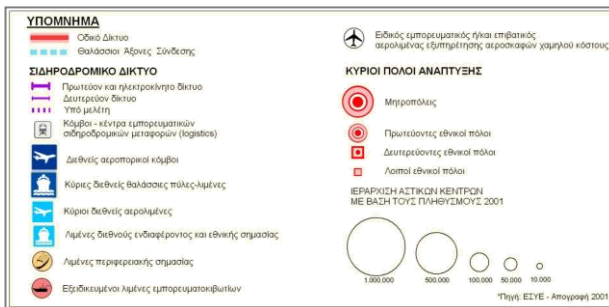 ΥΠΟΜΝΗΜΑ
Οδικό Δίκτυο
Θαλάσσιοι Άξονες Σύνδεσης
ΣΙΔΗΡΟΔΡΟΜΙΚΟ ΔΙΚΤΥΟ
Πρωτεύον και ηλεκτροκίνητο δίκτυο
Δευτερεύον δίκτυο
Υπό μελέτη
Κόμβοι - κέντρα εμπορευματικών
σιδηροδρομικών μεταφορών (logistics)
Διεθνείς αεροπορικοί κόμβοι
Κύριες διεθνείς θαλάσσιες πύλες-λιμένες
Κύριοι διεθνείς αερολιμένες
Λιμένες διεθνούς ενδιαφέροντος και εθνικής σημασίας
Λιμένες περιφερειακής σημασίας
Εξειδικευμένοι λιμένες εμπορευματοκιβωτίων
Ειδικός εμπορευματικός ή/και επιβατικός
αερολιμένας εξυπηρέτησης αεροσκαφών χαμηλού κόστους
ΚΥΡΙΟΙ ΠΟΛΟΙ ΑΝΑΠΤΥΞΗΣ
Μητροπόλεις
Πρωτεύοντες εθνικοί πόλοι
Δευτερεύοντες εθνικοί πόλοι
Λοιποί εθνικοί πόλοι
ΙΕΡΑΡΧΙΣΗ ΑΣΤΙΚΩΝ ΚΕΝΤΡΩΝ
ΜΕ ΒΑΣΗ ΤΟΥΣ ΠΛΗΘΥΣΜΟΥΣ 2001
1.000.000 500.000 100.000 50.000 10.000
*Πηγή: ΕΣΥΕ - Απογραφή 2001